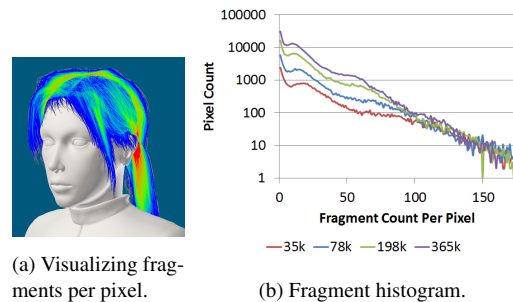 100000
10000
1000
100
10
1
Pixel Count
0 50 100 150
Fragment Count Per Pixel
35k 78k 198k 365k
(a) Visualizing frag-
ments per pixel.
(b) Fragment histogram.